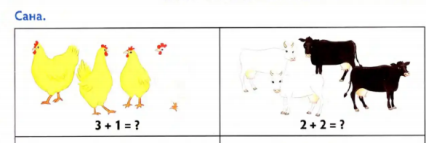 Сана.
3 + 1 = ?
2 + 2 = ?